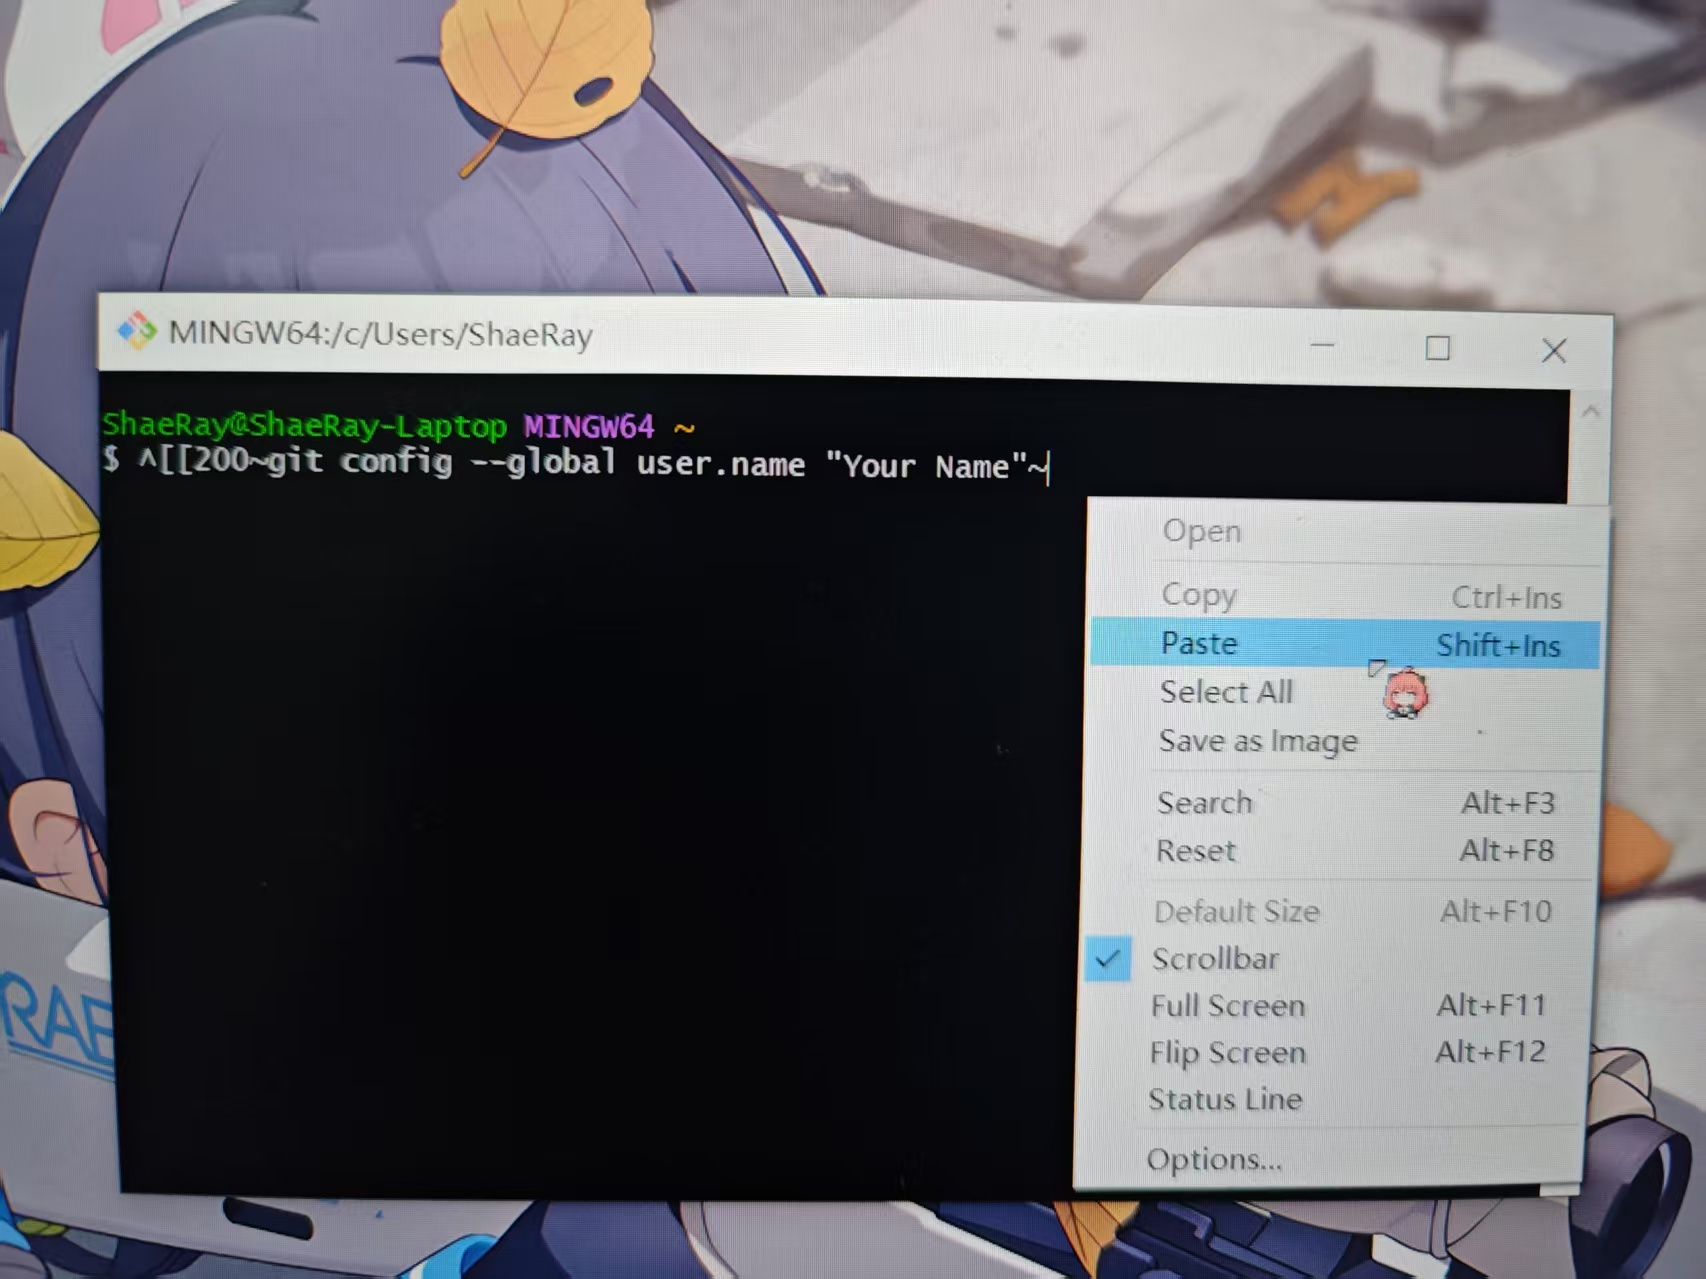 MINGW64:/c/Users/ShaeRay
ShaeRay@ShaeRay-Laptop MINGW64 ~
$ ^[[200~git config --global user.name "Your Name"~
Open
Copy Ctrl+Ins
Paste Shift+Ins
Select All
Save as Image
Search Alt+F3
Reset Alt+F8
Default Size Alt+F10
Scrollbar
Full Screen Alt+F11
Flip Screen Alt+F12
Status Line
Options...